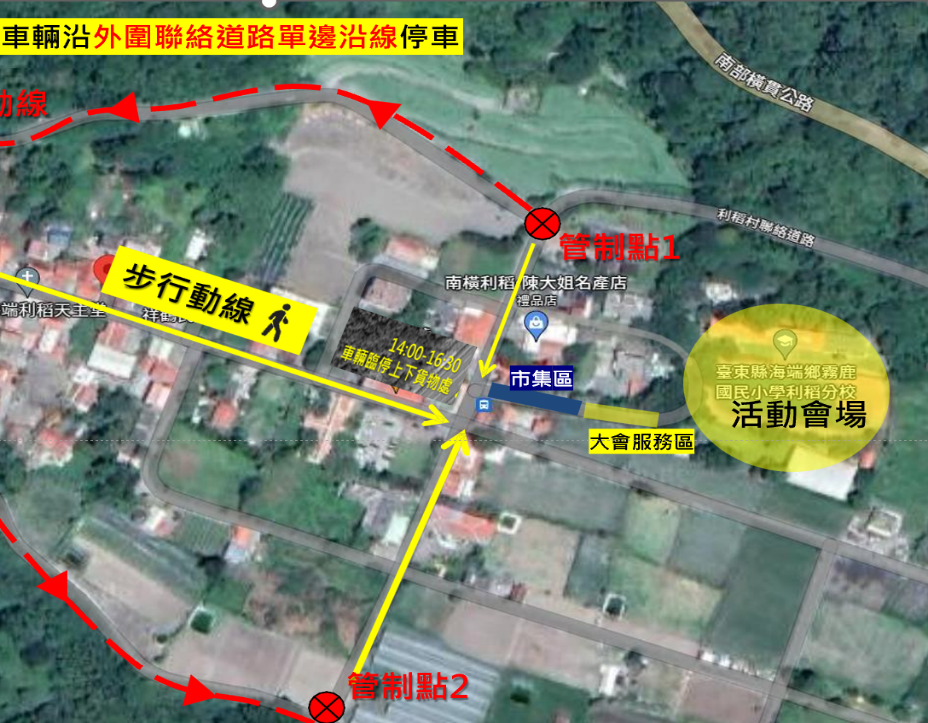 車輛沿外圍聯絡道路單邊沿線停車
南部橫貫公路
動線
利稻村聯絡道路
管制點1
南橫利稻 陳大姐名產店
禮品店
步行動線
端利稻天主堂
祥鶴民
14:00-16:30
車輛臨停上下貨物處
市集區
臺東縣海端鄉霧鹿
國民小學利稻分校
活動會場
大會服務區
管制點2